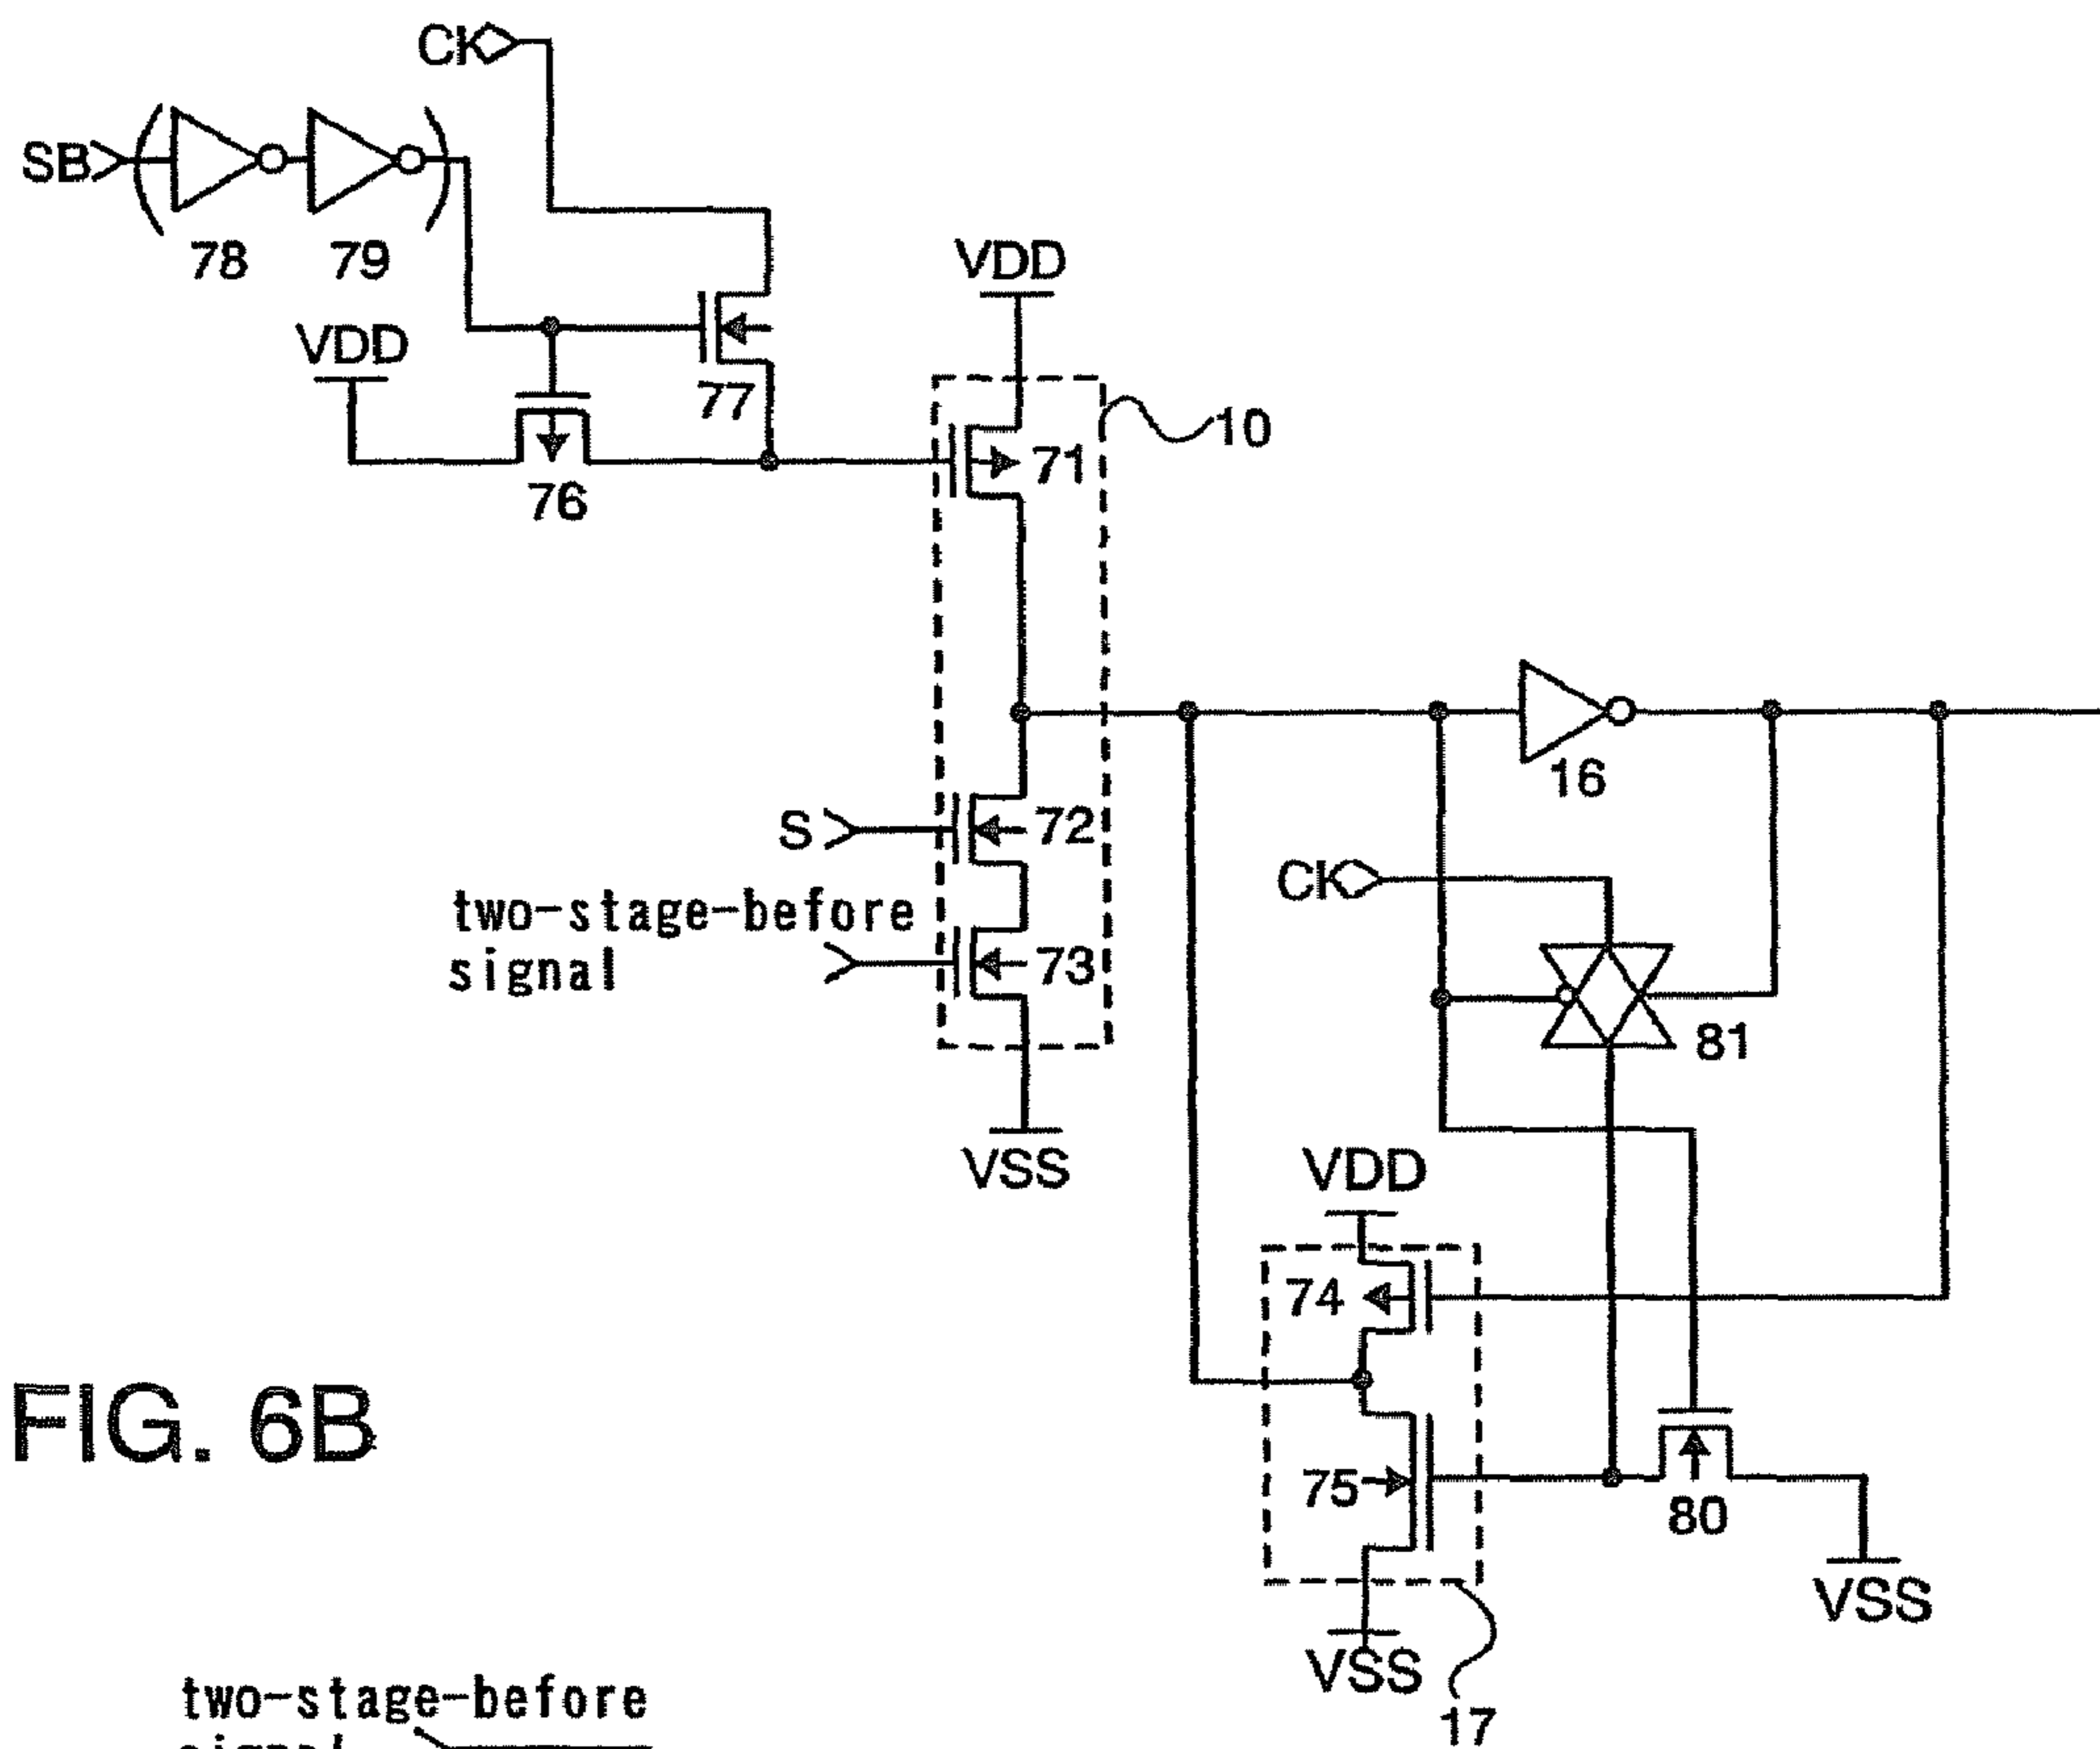 CK
SB
78 79
VDD
VDD
77
10
71
76
16
S
72
CK
two-stage-before
signal
73
81
VSS
VDD
74
FIG. 6B
75
80
VSS
VSS
two-stage-before
signal
17